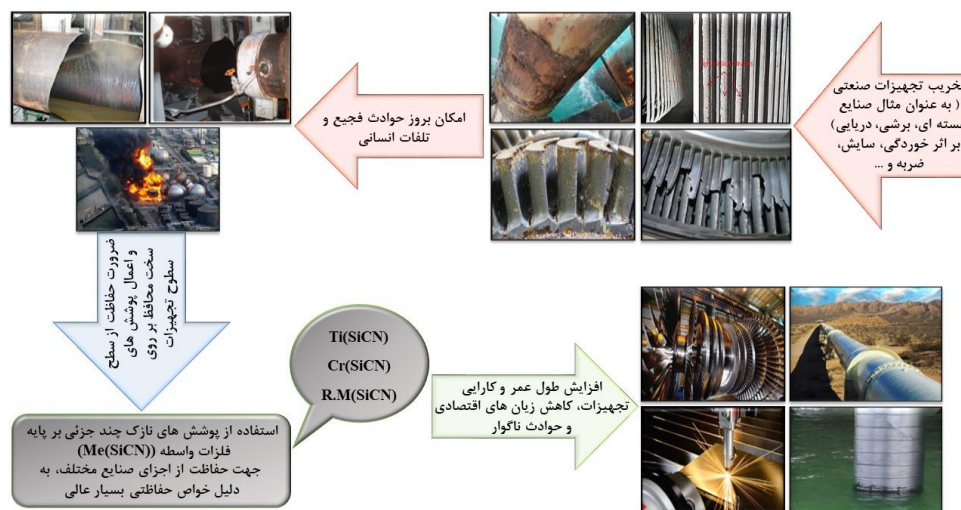 تخریب تجهیزات صنعتی
( به عنوان مثال صنایع
هسته ای، برشی، دریایی)
بر اثر خوردگی، سایش،
ضربه و ...
امکان بروز حوادث فجیع و
تلفات انسانی
ضرورت حفاظت از سطح
و اعمال پوشش های
سخت محافظ بر روی
سطوح تجهیزات
استفاده از پوشش های نازک چند جزئی بر پایه
فلزات واسطه (Me(SiCN))
جهت حفاظت از اجزای صنایع مختلف، به
دلیل خواص حفاظتی بسیار عالی
Ti(SiCN)
Cr(SiCN)
R.M(SiCN)
افزایش طول عمر و کارایی
تجهیزات، کاهش زیان های اقتصادی
و حوادث ناگوار